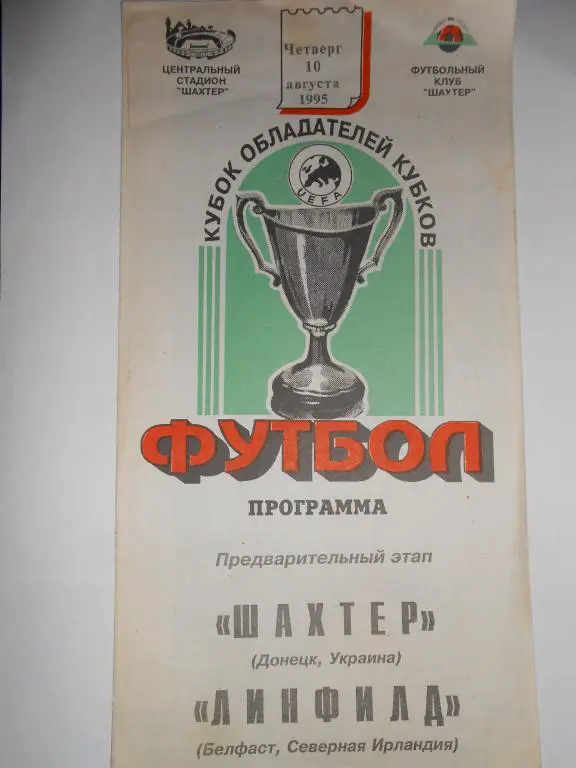 Четверг
10
августа
1995
ЦЕНТРАЛЬНЫЙ
СТАДИОН
"ШАХТЕР"
ФУТБОЛЬНЫЙ
КЛУБ
"ШАХТЕР"
КУБОК ОБЛАДАТЕЛЕЙ КУБКОВ
UEFA
ФУТБОЛ
ПРОГРАММА
Предварительный этап
«ШАХТЕР»
(Донецк, Украина)
«ЛИНФИЛД»
(Белфаст, Северная Ирландия)